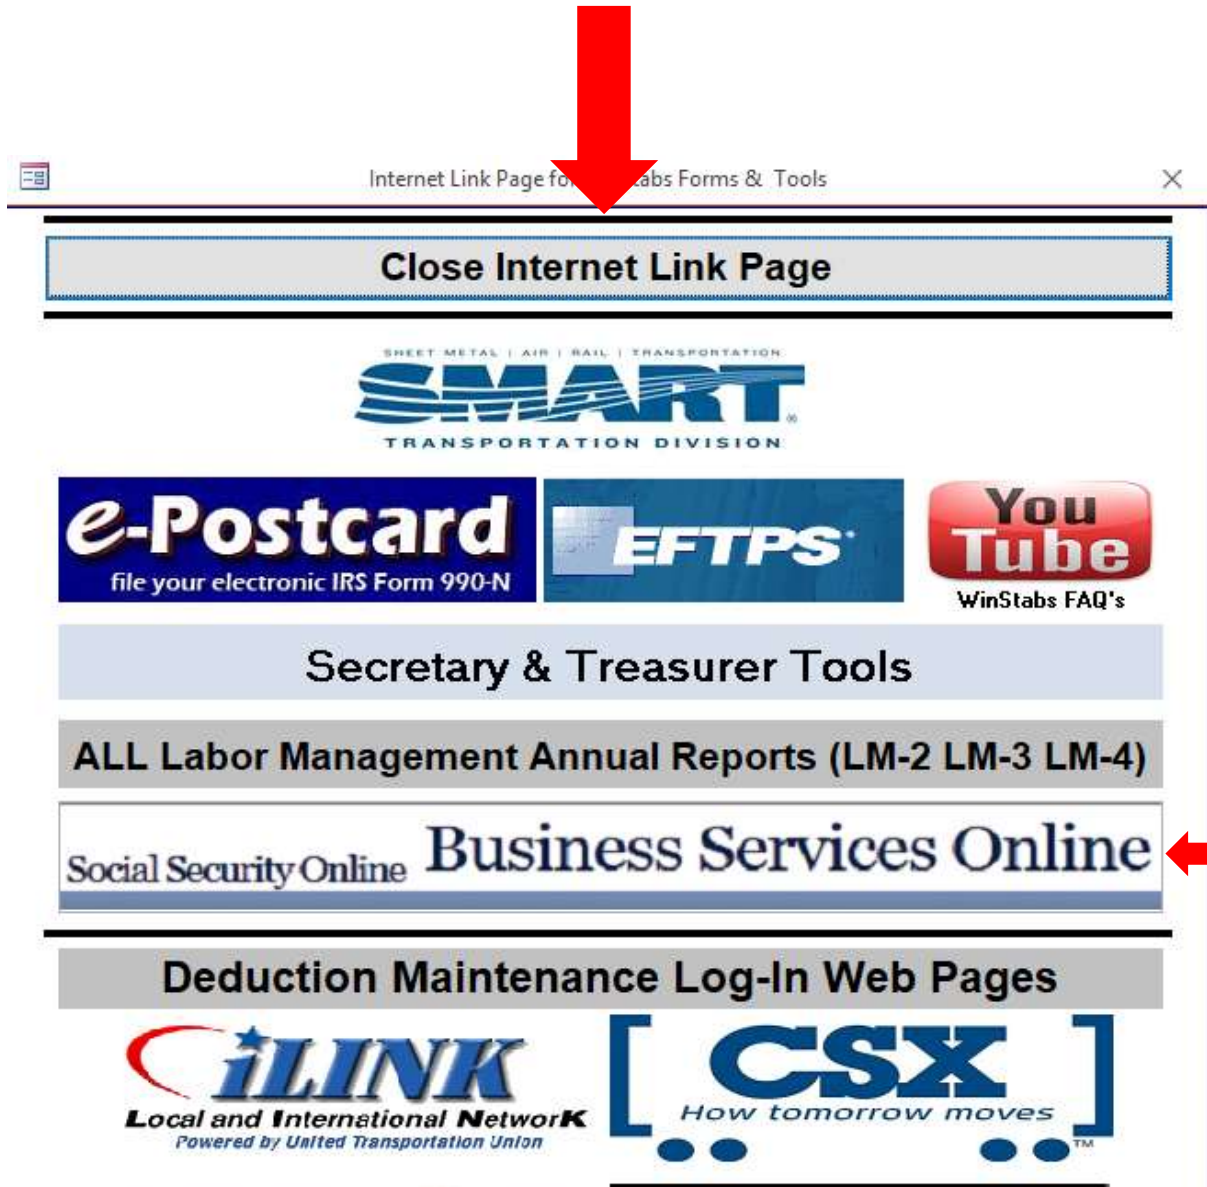 Internet Link Page fo tabs Forms & Tools
Close Internet Link Page
SHEET METAL | AIR | RAIL | TRANSPORTATION
SMART®
TRANSPORTATION DIVISION
e-Postcard
file your electronic IRS Form 990-N
EFTPS®
You
Tube
WinStabs FAQ's
Secretary & Treasurer Tools
ALL Labor Management Annual Reports (LM-2 LM-3 LM-4)
Social Security Online Business Services Online
Deduction Maintenance Log-In Web Pages
iLINK
Local and International NetworK
Powered by United Transportation Union
CSX
How tomorrow moves
TM